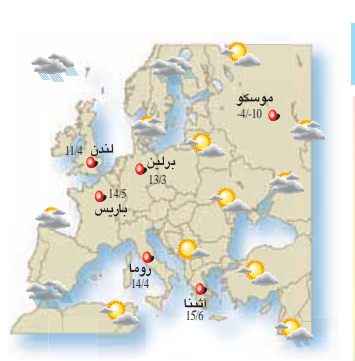 موسكو
-4/-10
لندن
11/4
برلين
13/3
14/5
باريس
روما
14/4
أثينا
15/6